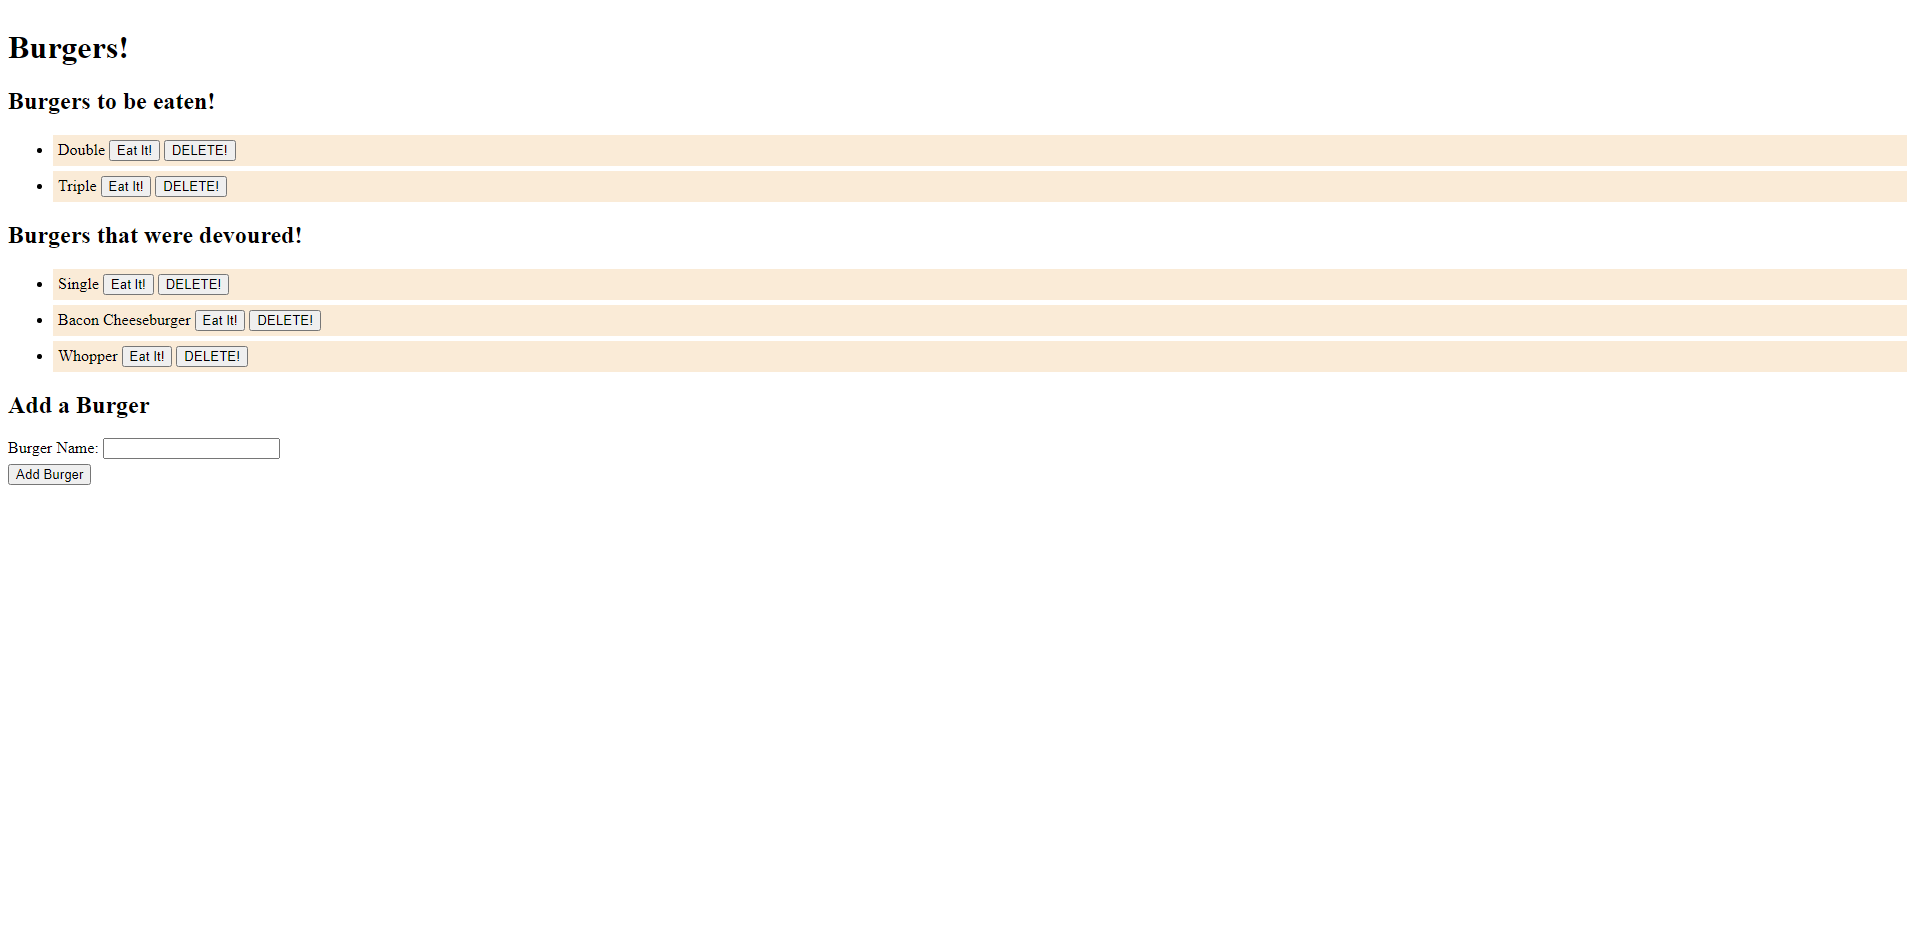 Burgers!
Burgers to be eaten!
Double Eat It! DELETE!
Triple Eat It! DELETE!
Burgers that were devoured!
Single Eat It! DELETE!
Bacon Cheeseburger Eat It! DELETE!
Whopper Eat It! DELETE!
Add a Burger
Burger Name:
Add Burger